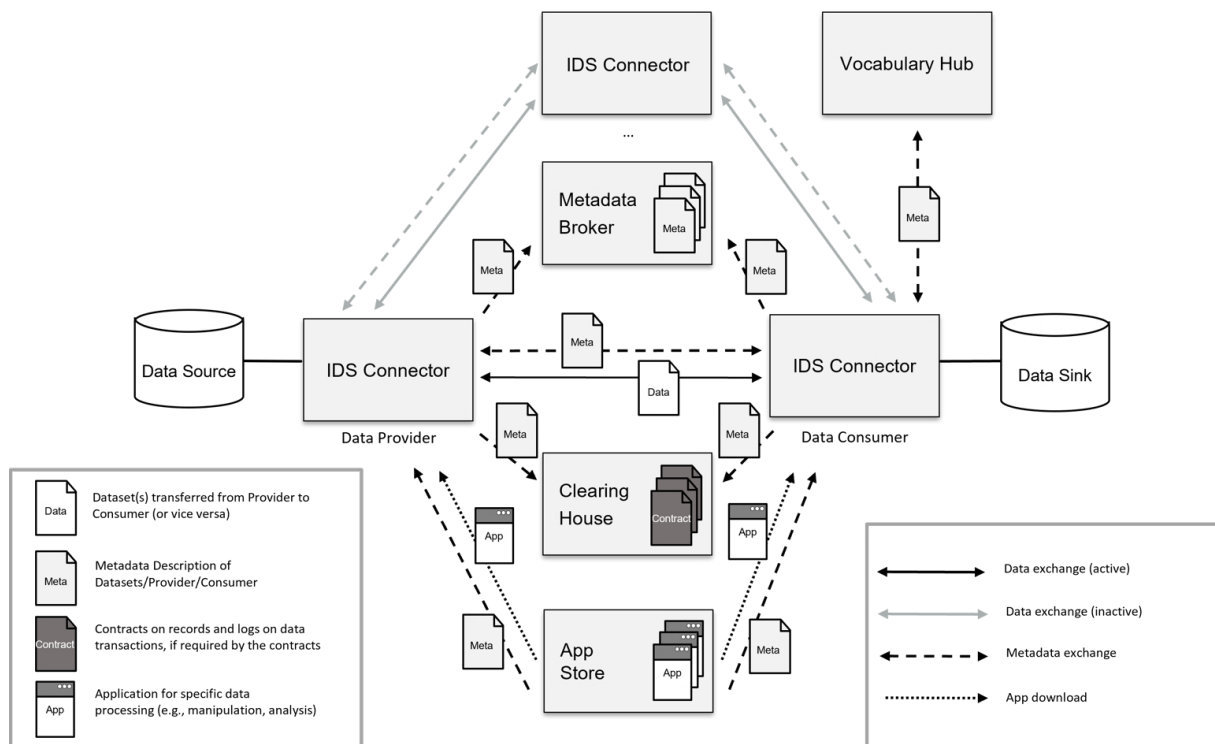 IDS Connector
Vocabulary Hub
...
Metadata
Broker
Meta
Meta
Meta
Meta
Data Source
IDS Connector
Meta
Data
IDS Connector
Data Sink
Data Provider
Meta
Meta
Data Consumer
Clearing
House
Contract
App
App
App
Store
App
Meta
Meta
Data
Dataset(s) transferred from Provider to
Consumer (or vice versa)
Meta
Metadata Description of
Datasets/Provider/Consumer
Contract
Contracts on records and logs on data
transactions, if required by the contracts
App
Application for specific data
processing (e.g., manipulation, analysis)
Data exchange (active)
Data exchange (inactive)
Metadata exchange
App download